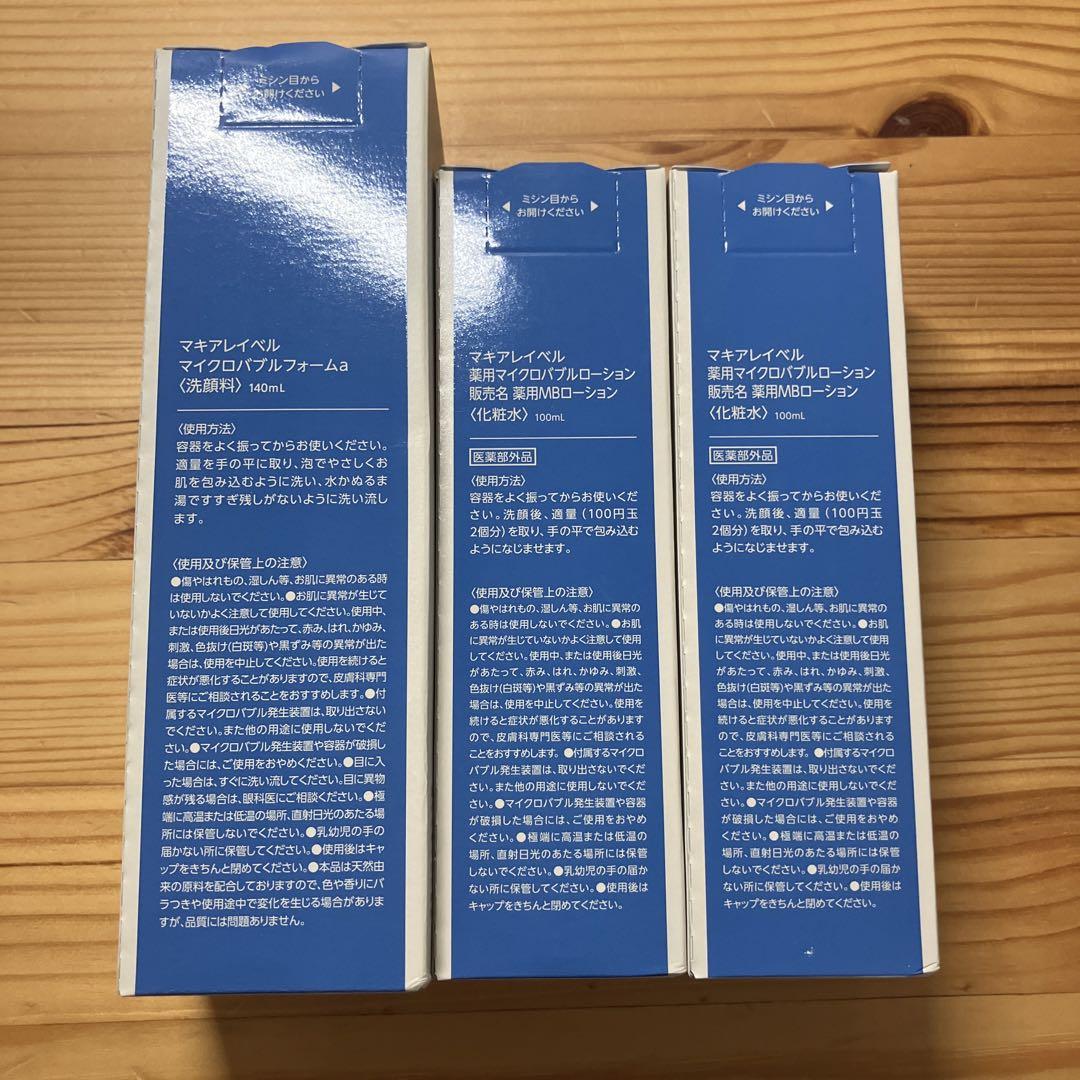 ミシン目から
お開けください ▶
マキアレイベル
マイクロバブルフォームa
〈洗顔料〉 140mL
〈使用方法〉
容器をよく振ってからお使いください。
適量を手の平に取り、泡でやさしくお
肌を包み込むように洗い、水かぬるま
湯ですすぎ残しがないように洗い流し
ます。
〈使用及び保管上の注意〉
●傷やはれもの、湿しん等、お肌に異常のある時
は使用しないでください。●お肌に異常が生じて
いないかよく注意して使用してください。使用中、
または使用後日光があたって、赤み、はれ、かゆみ、
刺激、色抜け(白斑等)や黒ずみ等の異常が出た
場合は、使用を中止してください。使用を続けると
症状が悪化することがありますので、皮膚科専門
医等にご相談されることをおすすめします。●付
属するマイクロバブル発生装置は、取り出さない
でください。また他の用途に使用しないでくだ
さい。●マイクロバブル発生装置や容器が破損し
た場合には、ご使用をおやめください。●目に入
った場合は、すぐに洗い流してください。目に異物
感が残る場合は、眼科医にご相談ください。●極
端に高温または低温の場所、直射日光のあたる場
所には保管しないでください。●乳幼児の手の
届かない所に保管してください。●使用後はキャ
ップをきちんと閉めてください。●本品は天然由
来の原料を配合しておりますので、色や香りにバ
ラつきや使用途中で変化を生じる場合がありま
すが、品質には問題ありません。
◀ ミシン目から ▶
お開けください
マキアレイベル
薬用マイクロバブルローション
販売名 薬用MBローション
〈化粧水〉 100mL
医薬部外品
〈使用方法〉
容器をよく振ってからお使いくだ
さい。洗顔後、適量(100円玉
2個分)を取り、手の平で包み込む
ようになじませます。
〈使用及び保管上の注意〉
●傷やはれもの、湿しん等、お肌に異常の
ある時は使用しないでください。●お肌
に異常が生じていないかよく注意して使用
してください。使用中、または使用後日光
があたって、赤み、はれ、かゆみ、刺激、
色抜け(白斑等)や黒ずみ等の異常が出た
場合は、使用を中止してください。使用を
続けると症状が悪化することがあります
ので、皮膚科専門医等にご相談される
ことをおすすめします。●付属するマイクロ
バブル発生装置は、取り出さないでくだ
さい。また他の用途に使用しないでくだ
さい。●マイクロバブル発生装置や容器
が破損した場合には、ご使用をおやめ
ください。●極端に高温または低温の
場所、直射日光のあたる場所には保管
しないでください。●乳幼児の手の届か
ない所に保管してください。●使用後は
キャップをきちんと閉めてください。
◀ ミシン目から ▶
お開けください
マキアレイベル
薬用マイクロバブルローション
販売名 薬用MBローション
〈化粧水〉 100mL
医薬部外品
〈使用方法〉
容器をよく振ってからお使いくだ
さい。洗顔後、適量(100円玉
2個分)を取り、手の平で包み込む
ようになじませます。
〈使用及び保管上の注意〉
●傷やはれもの、湿しん等、お肌に異常の
ある時は使用しないでください。●お肌
に異常が生じていないかよく注意して使用
してください。使用中、または使用後日光
があたって、赤み、はれ、かゆみ、刺激、
色抜け(白斑等)や黒ずみ等の異常が出た
場合は、使用を中止してください。使用を
続けると症状が悪化することがあります
ので、皮膚科専門医等にご相談される
ことをおすすめします。●付属するマイクロ
バブル発生装置は、取り出さないでくだ
さい。また他の用途に使用しないでくだ
さい。●マイクロバブル発生装置や容器
が破損した場合には、ご使用をおやめ
ください。●極端に高温または低温の
場所、直射日光のあたる場所には保管
しないでください。●乳幼児の手の届か
ない所に保管してください。●使用後は
キャップをきちんと閉めてください。